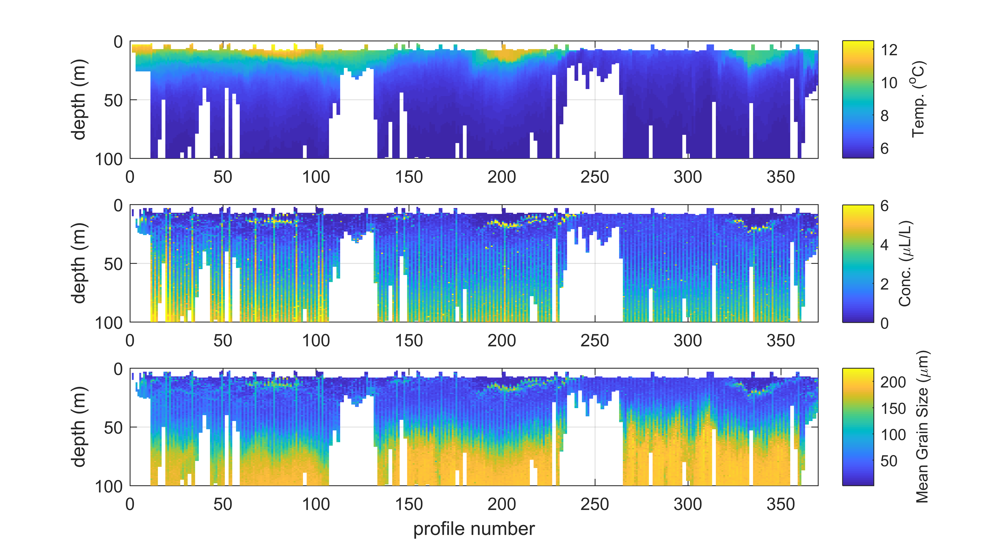 0
50
100
depth (m)
0 50 100 150 200 250 300 350
12
10
8
6
Temp. (°C)
0
50
100
depth (m)
0 50 100 150 200 250 300 350
6
4
2
0
Conc. (μL/L)
0
50
100
depth (m)
0 50 100 150 200 250 300 350
200
150
100
50
Mean Grain Size (μm)
profile number